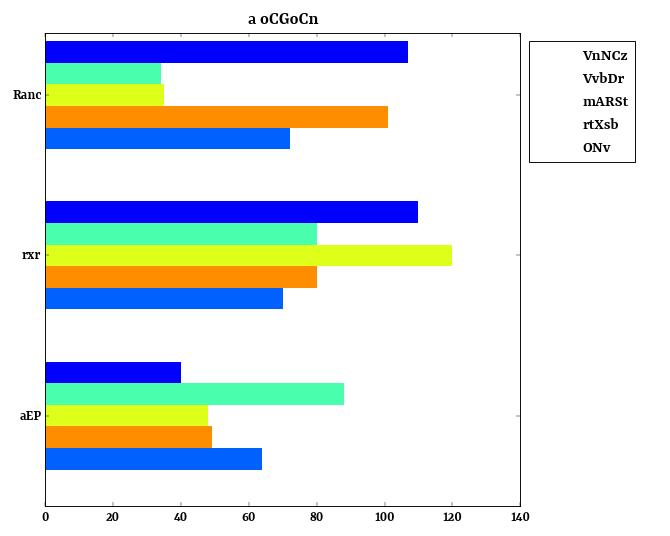 a oCGoCn
VnNCz
VvbDr
mARSt
rtXsb
ONv
Ranc
rxr
aEP
0 20 40 60 80 100 120 140